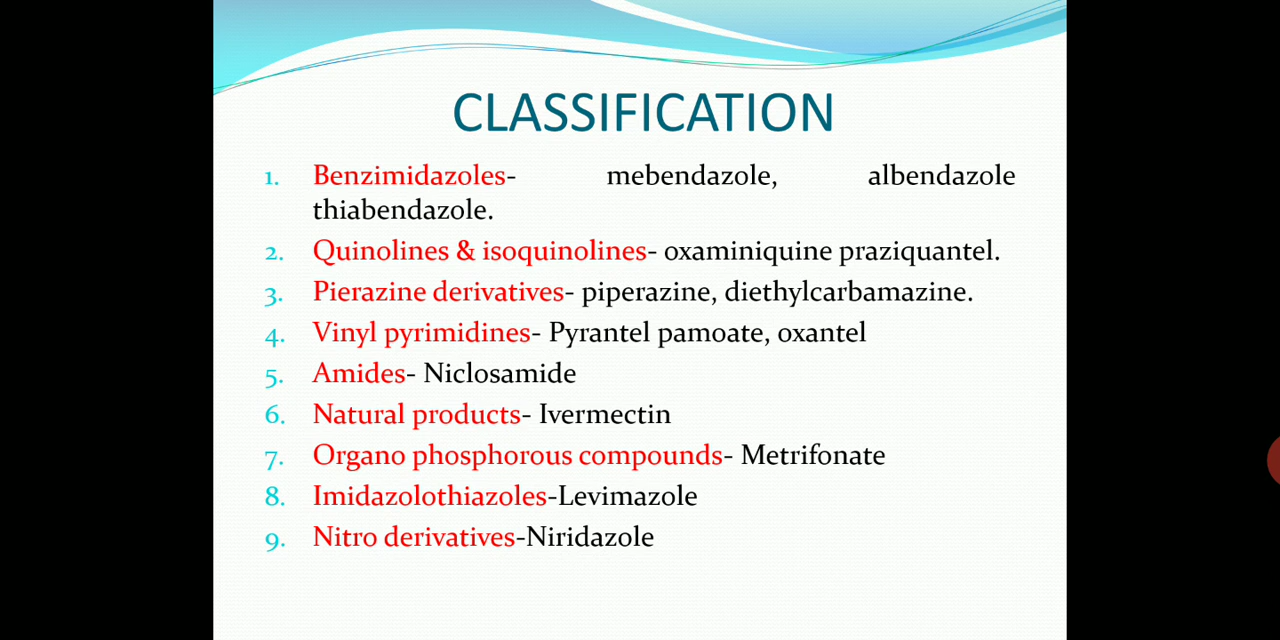 CLASSIFICATION
1. Benzimidazoles- mebendazole, albendazole
thiabendazole.
2. Quinolines & isoquinolines- oxaminiquine praziquantel.
3. Pierazine derivatives- piperazine, diethylcarbamazine.
4. Vinyl pyrimidines- Pyrantel pamoate, oxantel
5. Amides- Niclosamide
6. Natural products- Ivermectin
7. Organo phosphorous compounds- Metrifonate
8. Imidazolothiazoles-Levimazole
9. Nitro derivatives-Niridazole